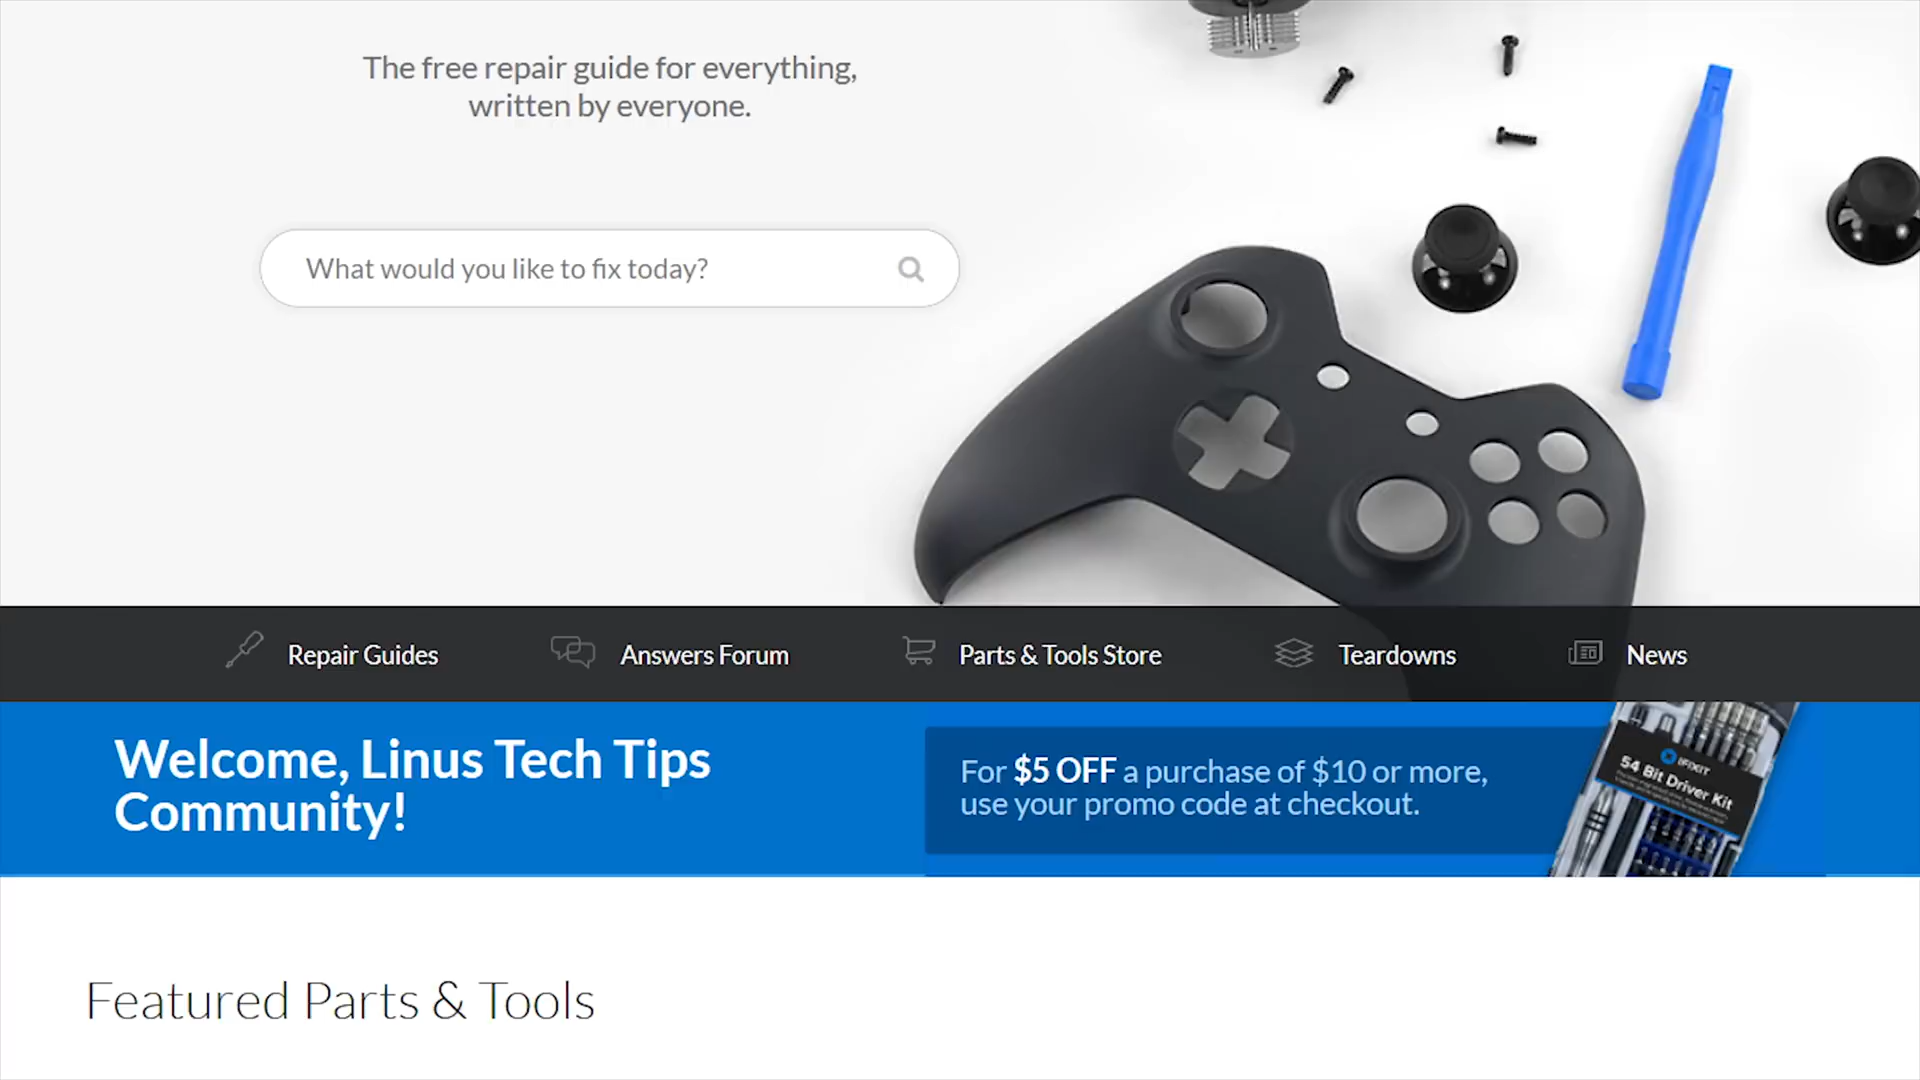 The free repair guide for everything,
written by everyone.
What would you like to fix today?
Repair Guides
Answers Forum
Parts & Tools Store
Teardowns
News
Welcome, Linus Tech Tips
Community!
For $5 OFF a purchase of $10 or more,
use your promo code at checkout.
IFIXIT
54 Bit Driver Kit
Featured Parts & Tools